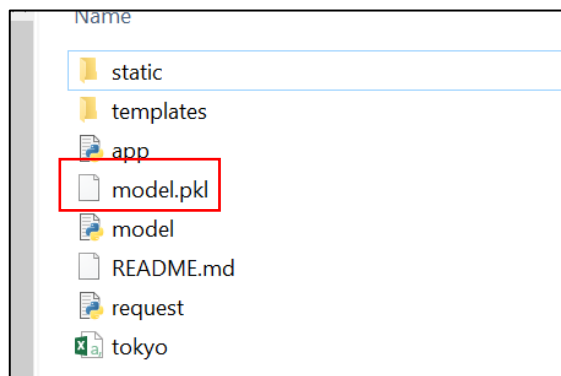 Name
static
templates
app
model.pkl
model
README.md
request
tokyo